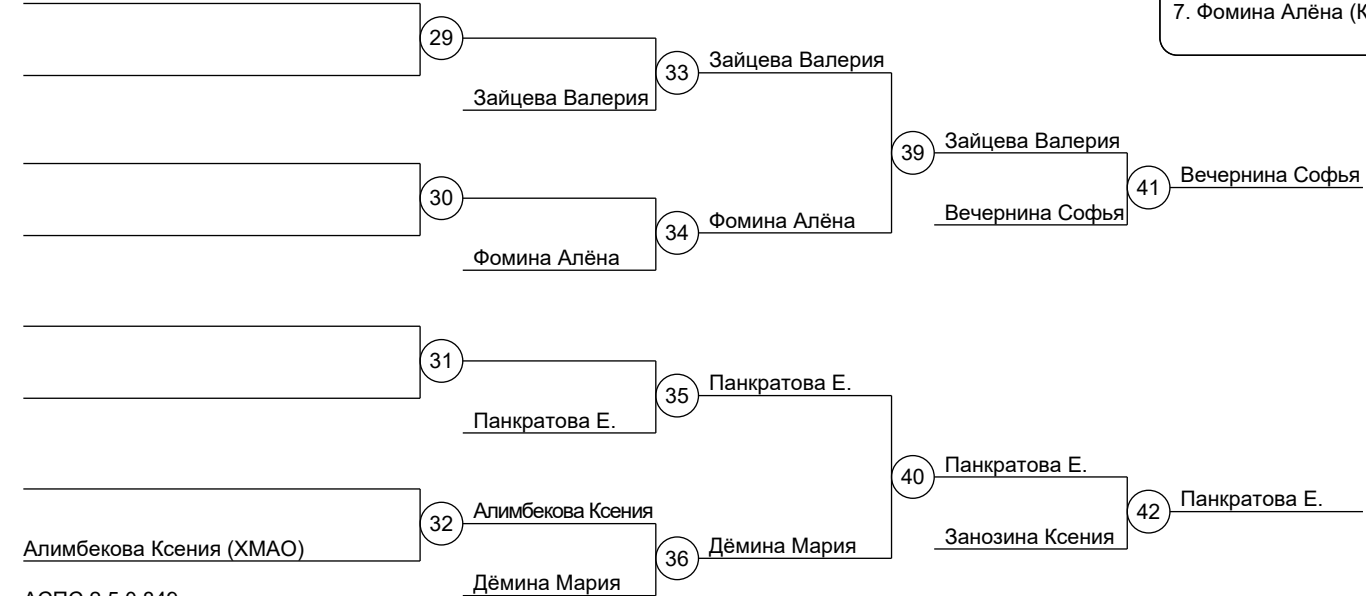 7. Фомина Алёна (К
29
Зайцева Валерия
33
Зайцева Валерия
39
Зайцева Валерия
41
Вечернина Софья
Вечернина Софья
30
34
Фомина Алёна
Фомина Алёна
31
35
Панкратова Е.
Панкратова Е.
40
Панкратова Е.
42
Панкратова Е.
Занозина Ксения
32
Алимбекова Ксения
Алимбекова Ксения (ХМАО)
36
Дёмина Мария
Дёмина Мария